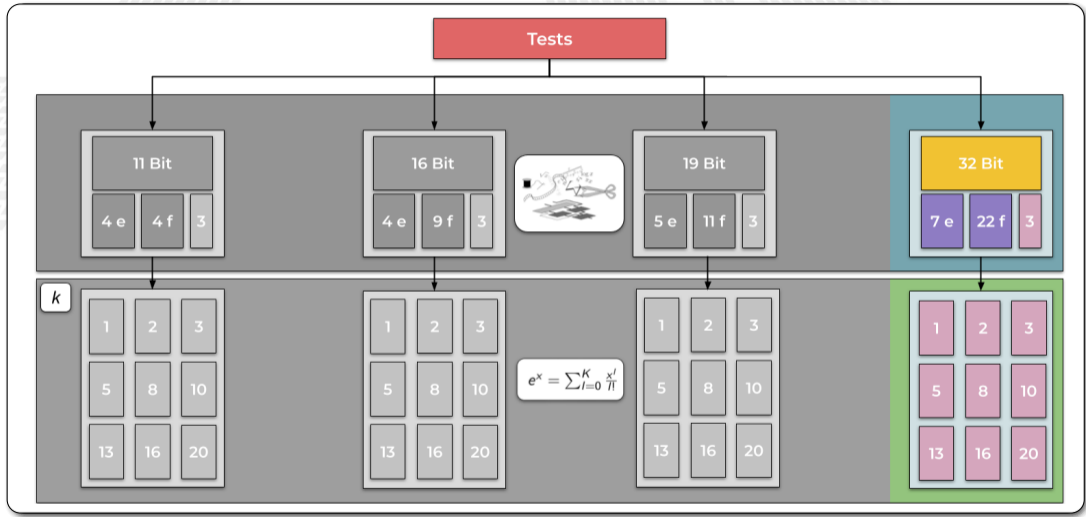 Tests
11 Bit
16 Bit
19 Bit
32 Bit
4 e 4 f 3
4 e 9 f 3
5 e 11 f 3
7 e 22 f 3
k
1 2 3
5 8 10
13 16 20
1 2 3
5 8 10
13 16 20
e^x = ∑_{l=0}^{K} x^l / l!
1 2 3
5 8 10
13 16 20
1 2 3
5 8 10
13 16 20